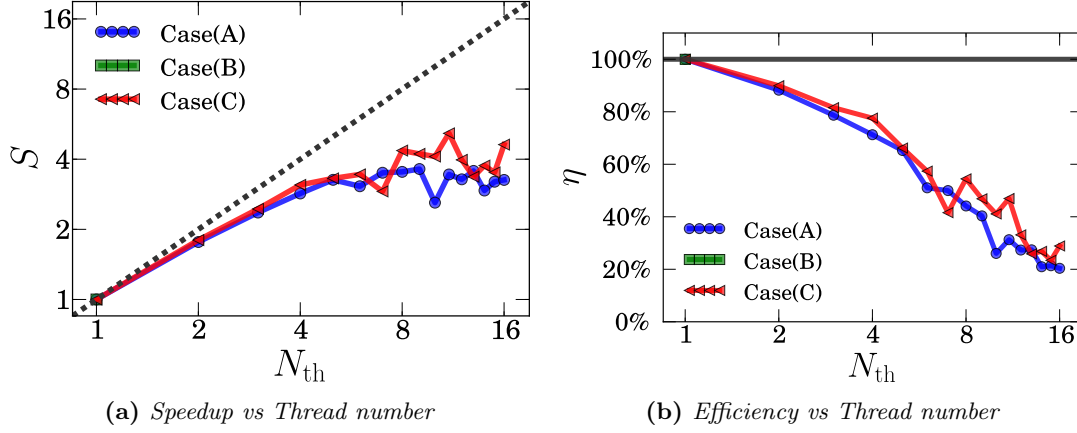 16
8
4
2
1
S
Case(A)
Case(B)
Case(C)
1 2 4 8 16
N_th
(a) Speedup vs Thread number
100%
80%
60%
40%
20%
0%
η
Case(A)
Case(B)
Case(C)
1 2 4 8 16
N_th
(b) Efficiency vs Thread number